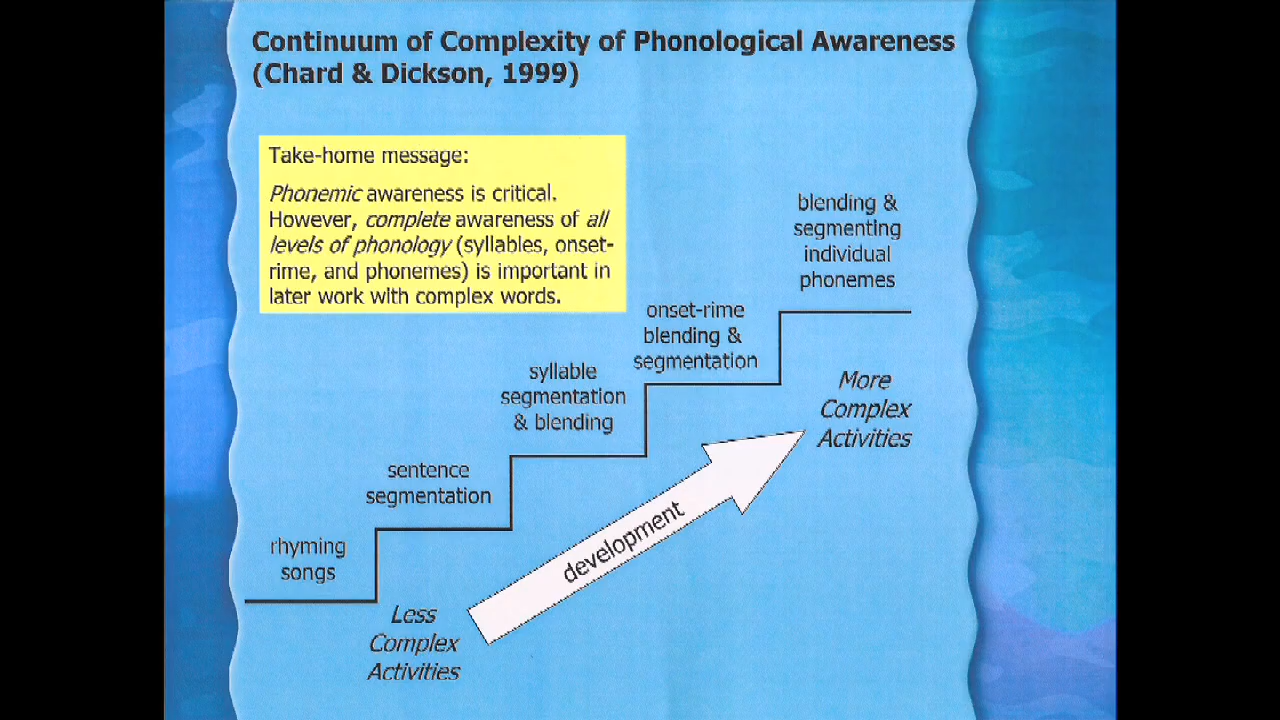 Continuum of Complexity of Phonological Awareness
(Chard & Dickson, 1999)
Take-home message:
Phonemic awareness is critical.
However, complete awareness of all
levels of phonology (syllables, onset-
rime, and phonemes) is important in
later work with complex words.
blending &
segmenting
individual
phonemes
onset-rime
blending &
segmentation
syllable
segmentation
& blending
sentence
segmentation
rhyming
songs
More
Complex
Activities
development
Less
Complex
Activities